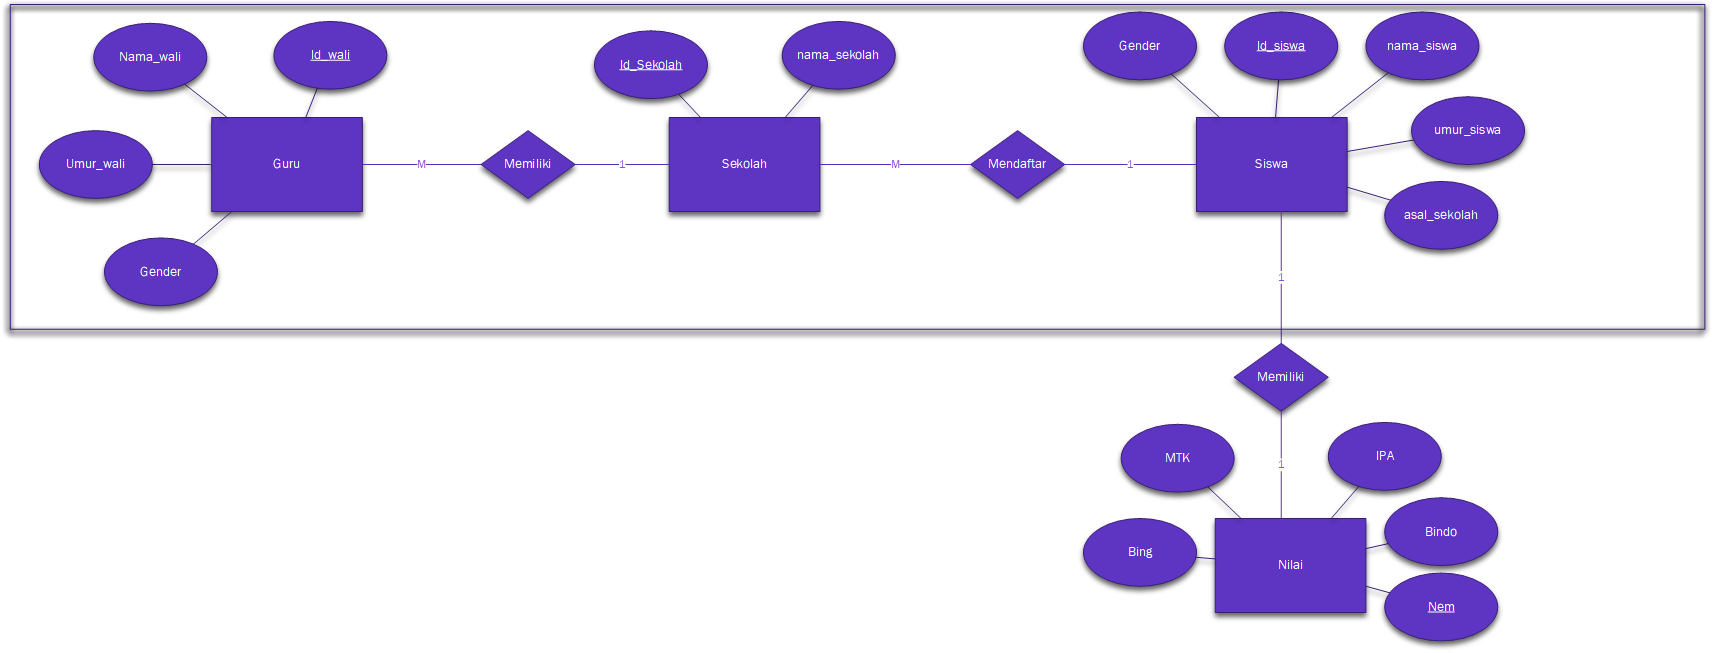 Nama_wali
Id_wali
Id_Sekolah
nama_sekolah
Gender
Id_siswa
nama_siswa
umur_siswa
Umur_wali
Guru
M
Memiliki
1
Sekolah
M
Mendaftar
1
Siswa
asal_sekolah
Gender
1
Memiliki
MTK
1
IPA
Bindo
Bing
Nilai
Nem